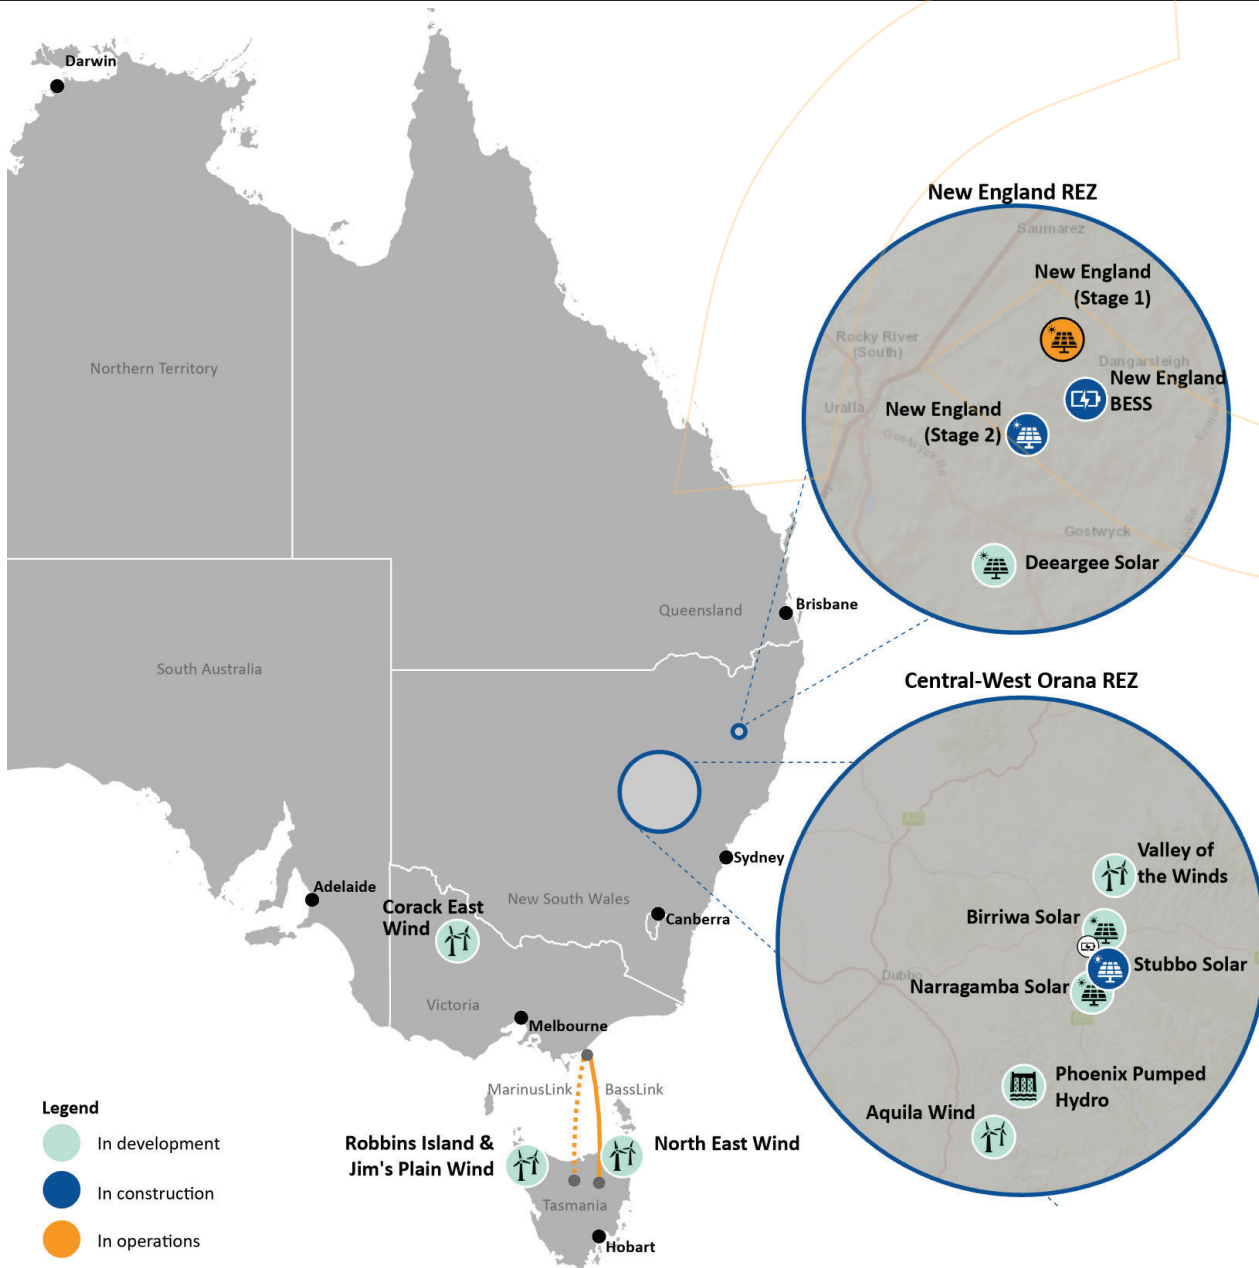 Darwin
Northern Territory
South Australia
Queensland
Brisbane
New South Wales
Sydney
Canberra
Adelaide
Corack East
Wind
Victoria
Melbourne
MarinusLink
BassLink
Robbins Island &
Jim's Plain Wind
North East Wind
Tasmania
Hobart
Legend
In development
In construction
In operations
New England REZ
Saumarez
New England
(Stage 1)
Rocky River
(South)
Dangarsleigh
New England
BESS
Uralla
New England
(Stage 2)
Gostwyck Rd
Gostwyck
Deeargee Solar
Central-West Orana REZ
Valley of
the Winds
Birriwa Solar
Stubbo Solar
Dubbo
Narragamba Solar
Phoenix Pumped
Hydro
Aquila Wind